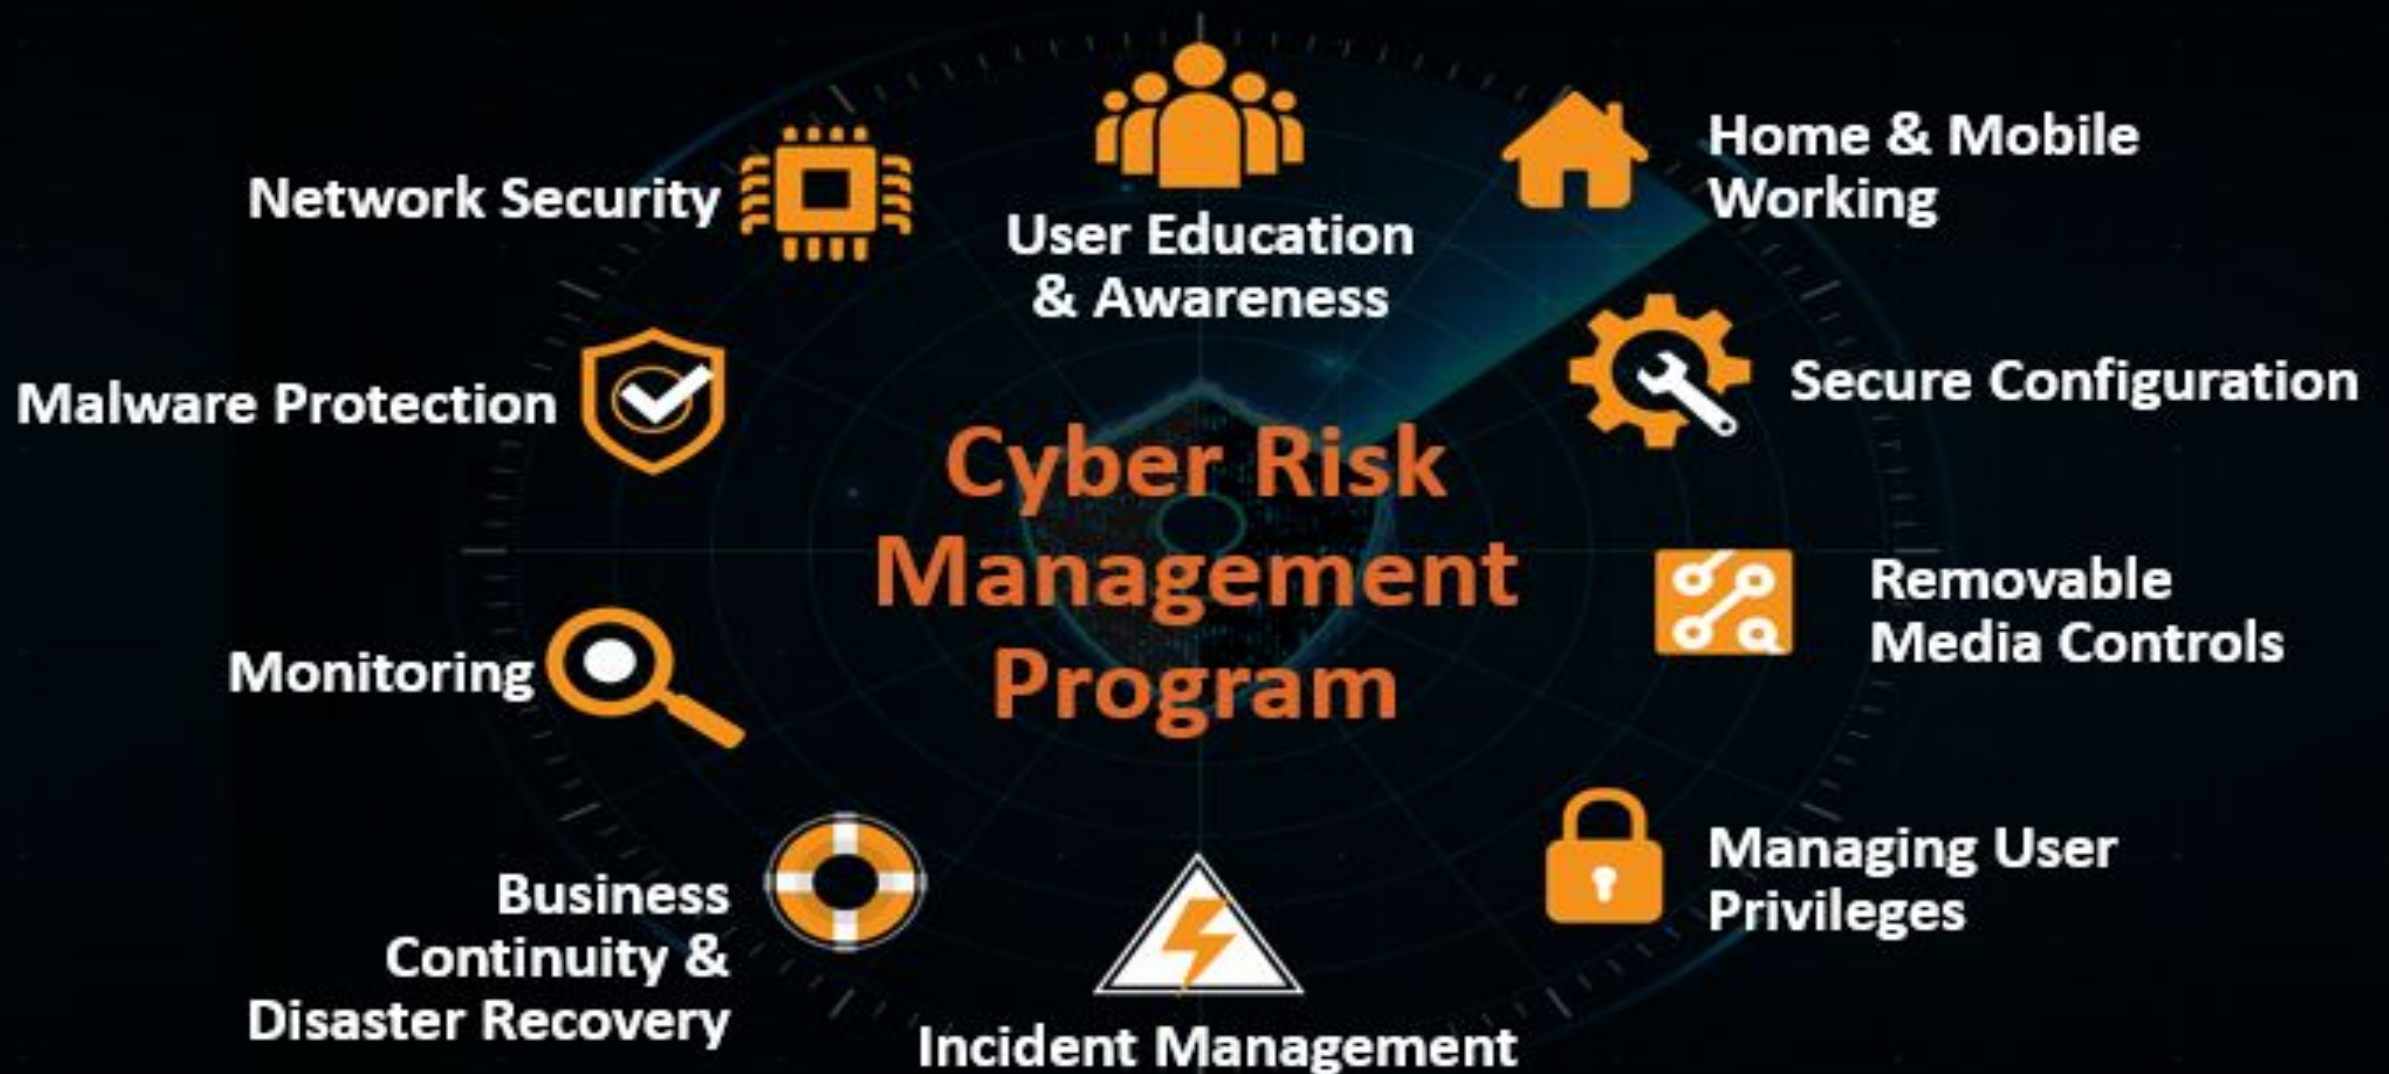 User Education
& Awareness
Home & Mobile
Working
Secure Configuration
Removable
Media Controls
Managing User
Privileges
Incident Management
Business
Continuity &
Disaster Recovery
Monitoring
Malware Protection
Network Security
Cyber Risk
Management
Program